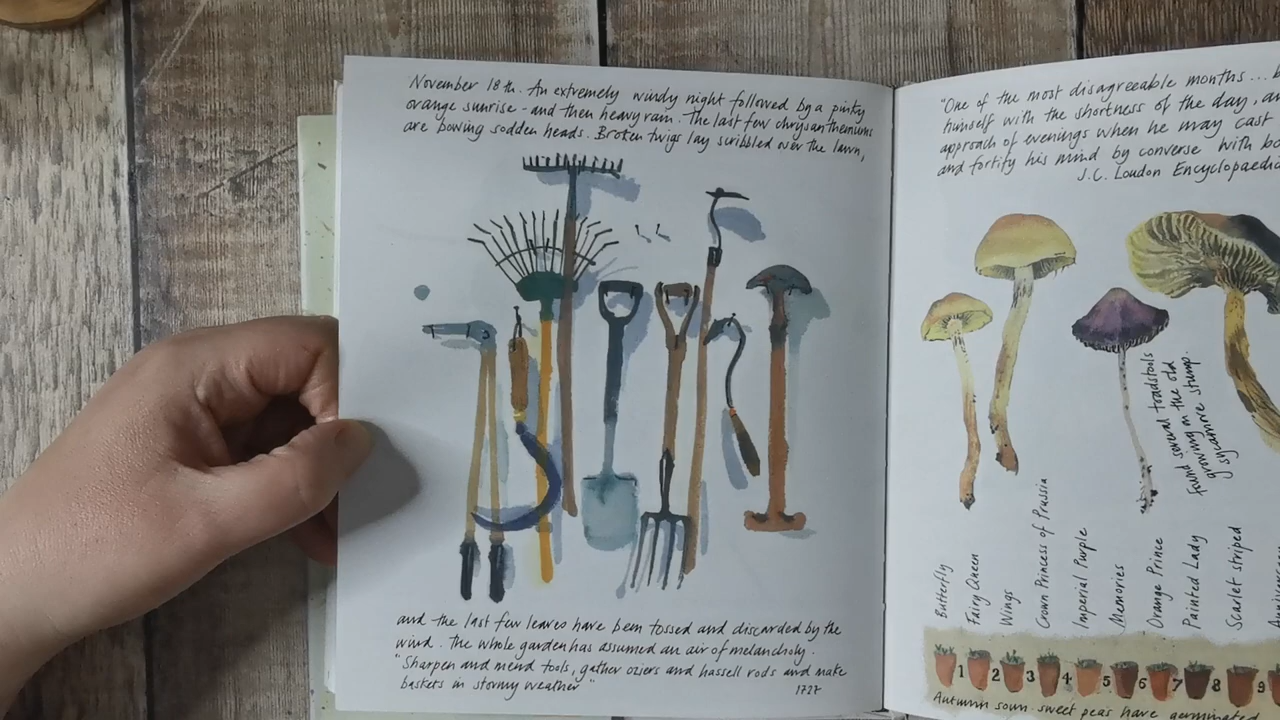 November 18th. An extremely windy night followed by a pinky
orange sunrise - and then heavy rain. The last few chrysanthemums
are bowing sodden heads. Broken twigs lay scribbled over the lawn,
and the last few leaves have been tossed and discarded by the
wind. The whole garden has assumed an air of melancholy.
"Sharpen and mend tools, gather oziers and hassell rods and make
baskets in stormy weather"
1727
"One of the most disagreeable months...
himself with the shortness of the day,
approach of evenings when he may cast
and fortify his mind by converse with
J.C. Loudon Encyclopaedia
Found several toadstools
growing on the old
sycamore stump.
Butterfly
Fairy Queen
Wings
Crown Princess of Prussia
Imperial Purple
Memories
Orange Prince
Painted Lady
Scarlet striped
1 2 3 4 5 6 7 8 9
Autumn sown sweet peas have germinated